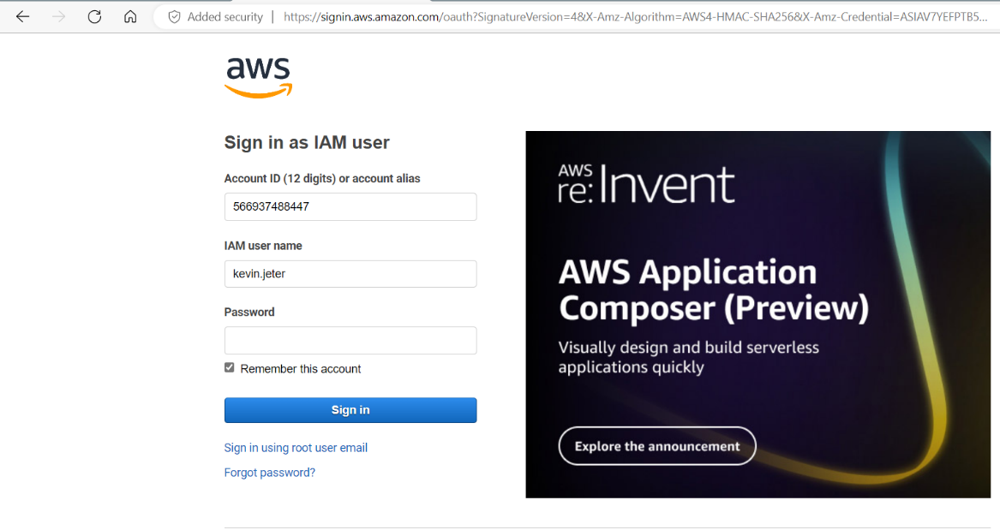 Added security
https://signin.aws.amazon.com/oauth?SignatureVersion=4&X-Amz-Algorithm=AWS4-HMAC-SHA256&X-Amz-Credential=ASIAV7YEFPTB5...
aws
Sign in as IAM user
Account ID (12 digits) or account alias
566937488447
IAM user name
kevin.jeter
Password
Remember this account
Sign in
Sign in using root user email
Forgot password?
AWS
re:Invent
AWS Application
Composer (Preview)
Visually design and build serverless
applications quickly
Explore the announcement